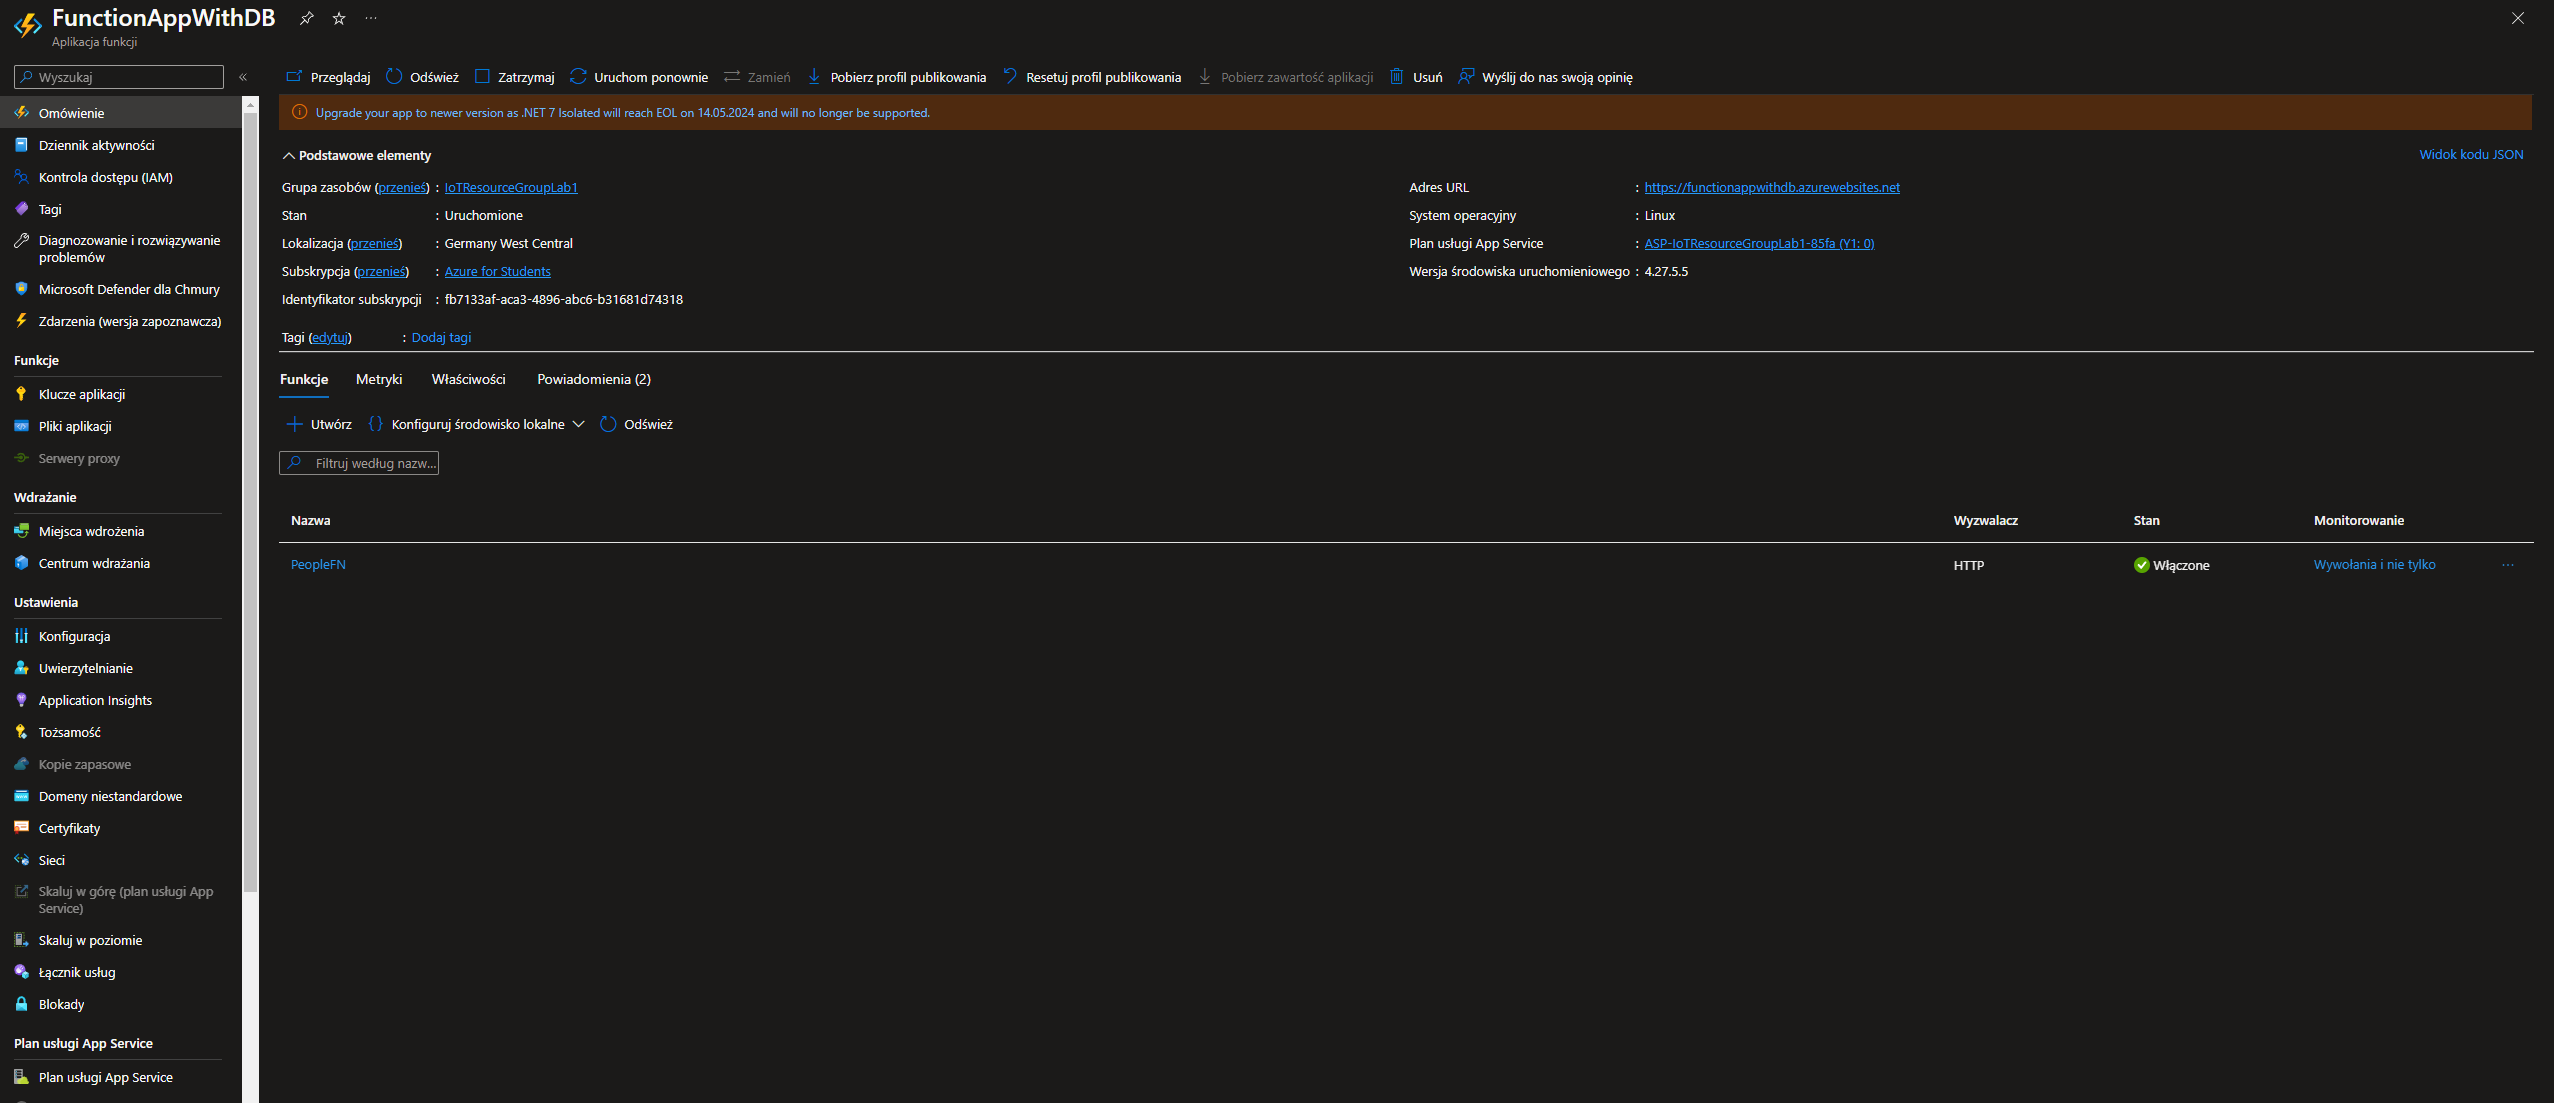 FunctionAppWithDB
Aplikacja funkcji
Wyszukaj
Przeglądaj Odśwież Zatrzymaj Uruchom ponownie Zamień Pobierz profil publikowania Resetuj profil publikowania Pobierz zawartość aplikacji Usuń Wyślij do nas swoją opinię
Upgrade your app to newer version as .NET 7 Isolated will reach EOL on 14.05.2024 and will no longer be supported.
Omówienie
Dziennik aktywności
Kontrola dostępu (IAM)
Tagi
Diagnozowanie i rozwiązywanie
problemów
Microsoft Defender dla Chmury
Zdarzenia (wersja zapoznawcza)
Funkcje
Klucze aplikacji
Pliki aplikacji
Serwery proxy
Wdrażanie
Miejsca wdrożenia
Centrum wdrażania
Ustawienia
Konfiguracja
Uwierzytelnianie
Application Insights
Tożsamość
Kopie zapasowe
Domeny niestandardowe
Certyfikaty
Sieci
Skaluj w górę (plan usługi App
Service)
Skaluj w poziomie
Łącznik usług
Blokady
Plan usługi App Service
Plan usługi App Service
Podstawowe elementy
Widok kodu JSON
Grupa zasobów (przenieś) : IoTResourceGroupLab1
Stan : Uruchomione
Lokalizacja (przenieś) : Germany West Central
Subskrypcja (przenieś) : Azure for Students
Identyfikator subskrypcji : fb7133af-aca3-4896-abc6-b31681d74318
Adres URL : https://functionappwithdb.azurewebsites.net
System operacyjny : Linux
Plan usługi App Service : ASP-IoTResourceGroupLab1-85fa (Y1: 0)
Wersja środowiska uruchomieniowego : 4.27.5.5
Tagi (edytuj) : Dodaj tagi
Funkcje Metryki Właściwości Powiadomienia (2)
Utwórz Konfiguruj środowisko lokalne Odśwież
Filtruj według nazw...
Nazwa Wyzwalacz Stan Monitorowanie
PeopleFN HTTP Włączone Wywołania i nie tylko